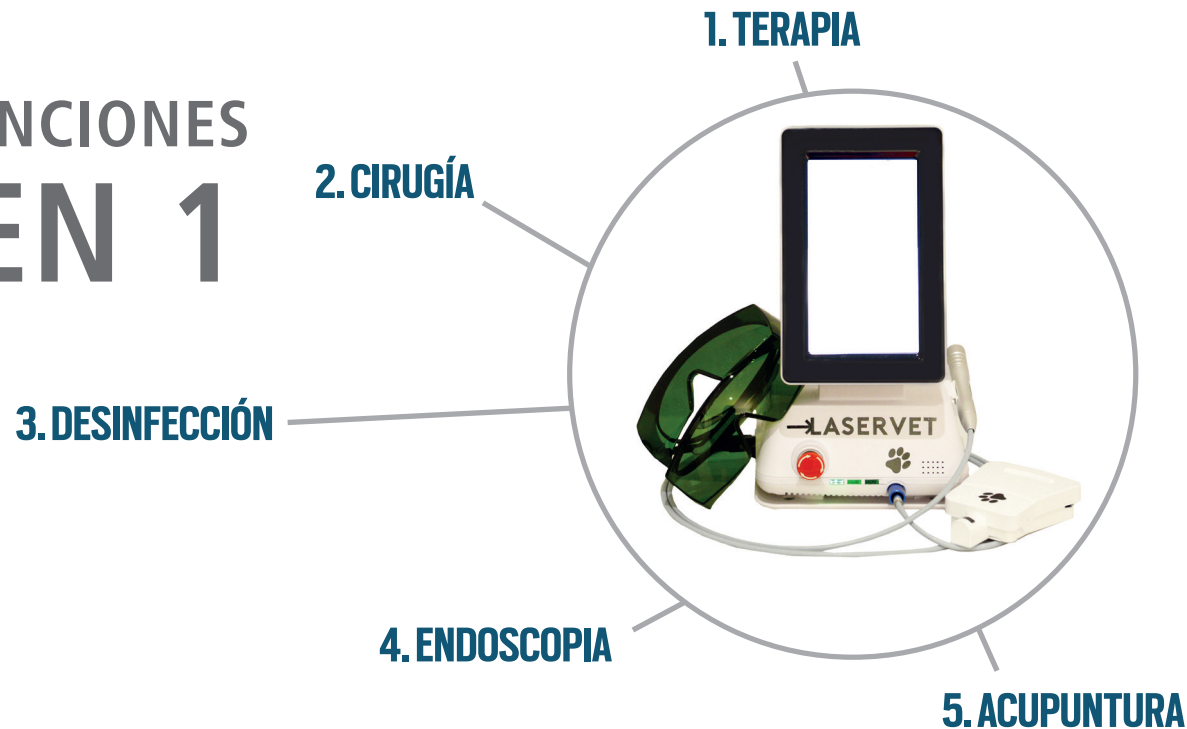 1. TERAPIA
NCIONES
EN 1
2. CIRUGÍA
3. DESINFECCIÓN
4. ENDOSCOPIA
5. ACUPUNTURA
LASERVET